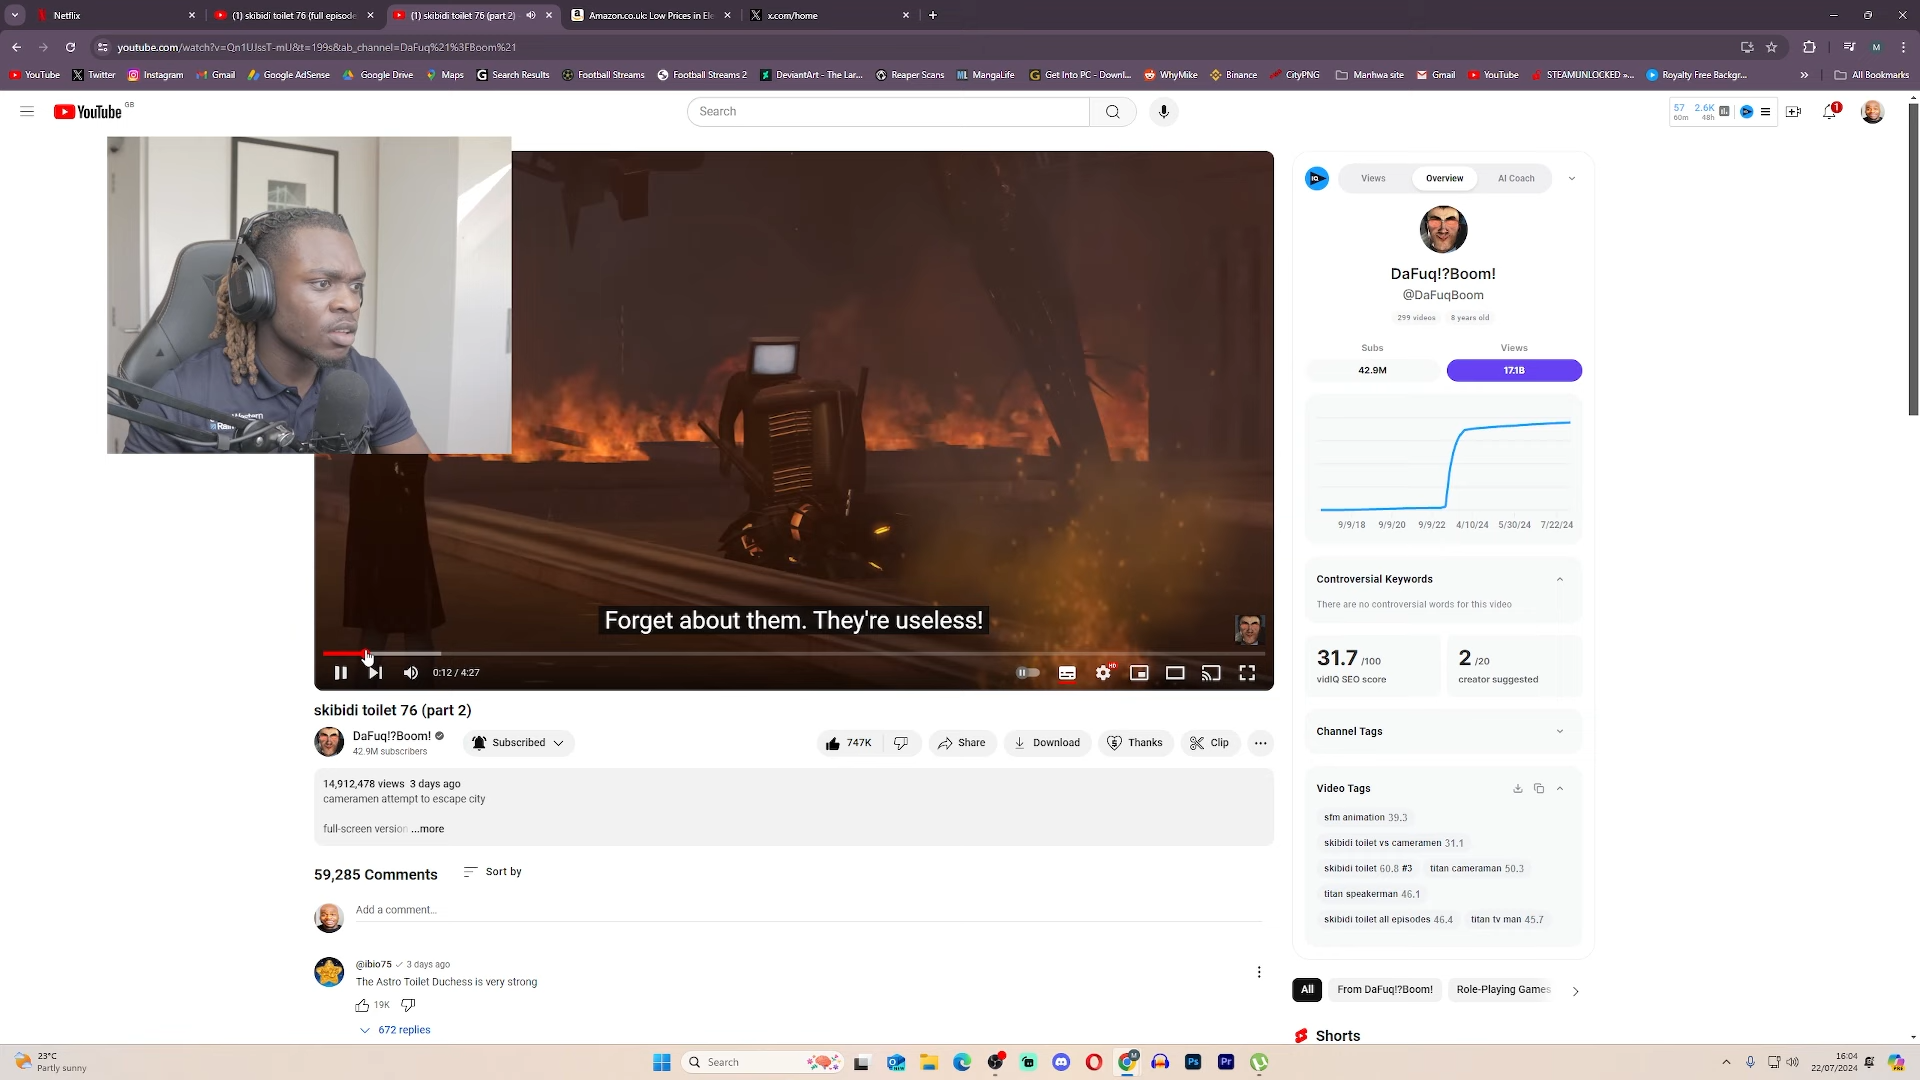 Netflix
(1) skibidi toilet 76 (full episode
(1) skibidi toilet 76 (part 2)
Amazon.co.uk: Low Prices in Ele
x.com/home
youtube.com/watch?v=Qn1UJssT-mU&t=199s&ab_channel=DaFuq%21%3FBoom%21
YouTube
Twitter
Instagram
Gmail
Google AdSense
Google Drive
Maps
Search Results
Football Streams
Football Streams 2
DeviantArt - The Lar...
Reaper Scans
MangaLife
Get Into PC - Downl...
WhyMike
Binance
CityPNG
Manhwa site
Gmail
YouTube
STEAMUNLOCKED »...
Royalty Free Backgr...
All Bookmarks
YouTube GB
Search
57 60m
2.6K 48h
1
Views
Overview
AI Coach
DaFuq!?Boom!
@DaFuqBoom
299 videos
8 years old
Subs
Views
42.9M
17.1B
9/9/18
9/9/20
9/9/22
4/10/24
5/30/24
7/22/24
Controversial Keywords
There are no controversial words for this video
31.7 /100
vidIQ SEO score
2 /20
creator suggested
Channel Tags
Video Tags
sfm animation 39.3
skibidi toilet vs cameramen 31.1
skibidi toilet 60.8 #3
titan cameraman 50.3
titan speakerman 46.1
skibidi toilet all episodes 46.4
titan tv man 45.7
All
From DaFuq!?Boom!
Role-Playing Games
Shorts
Forget about them. They're useless!
0:12 / 4:27
HD
skibidi toilet 76 (part 2)
DaFuq!?Boom!
42.9M subscribers
Subscribed
747K
Share
Download
Thanks
Clip
14,912,478 views 3 days ago
cameramen attempt to escape city
full-screen version ...more
59,285 Comments
Sort by
Add a comment...
@ibio75
3 days ago
The Astro Toilet Duchess is very strong
19K
672 replies
23°C
Partly sunny
Search
16:04
22/07/2024